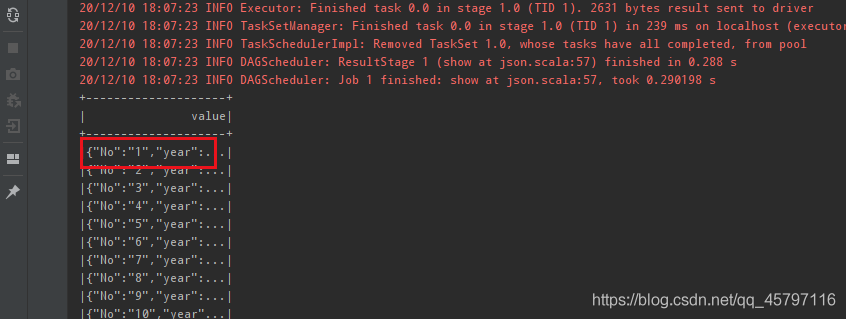 20/12/10 18:07:23 INFO Executor: Finished task 0.0 in stage 1.0 (TID 1). 2631 bytes result sent to driver
20/12/10 18:07:23 INFO TaskSetManager: Finished task 0.0 in stage 1.0 (TID 1) in 239 ms on localhost (executor
20/12/10 18:07:23 INFO TaskSchedulerImpl: Removed TaskSet 1.0, whose tasks have all completed, from pool
20/12/10 18:07:23 INFO DAGScheduler: ResultStage 1 (show at json.scala:57) finished in 0.288 s
20/12/10 18:07:23 INFO DAGScheduler: Job 1 finished: show at json.scala:57, took 0.290198 s
+--------------------+
|               value|
+--------------------+
|{"No":"1","year":...|
|{"No":"2","year":...|
|{"No":"3","year":...|
|{"No":"4","year":...|
|{"No":"5","year":...|
|{"No":"6","year":...|
|{"No":"7","year":...|
|{"No":"8","year":...|
|{"No":"9","year":...|
|{"No":"10","year"...|
https://blog.csdn.net/qq_45797116